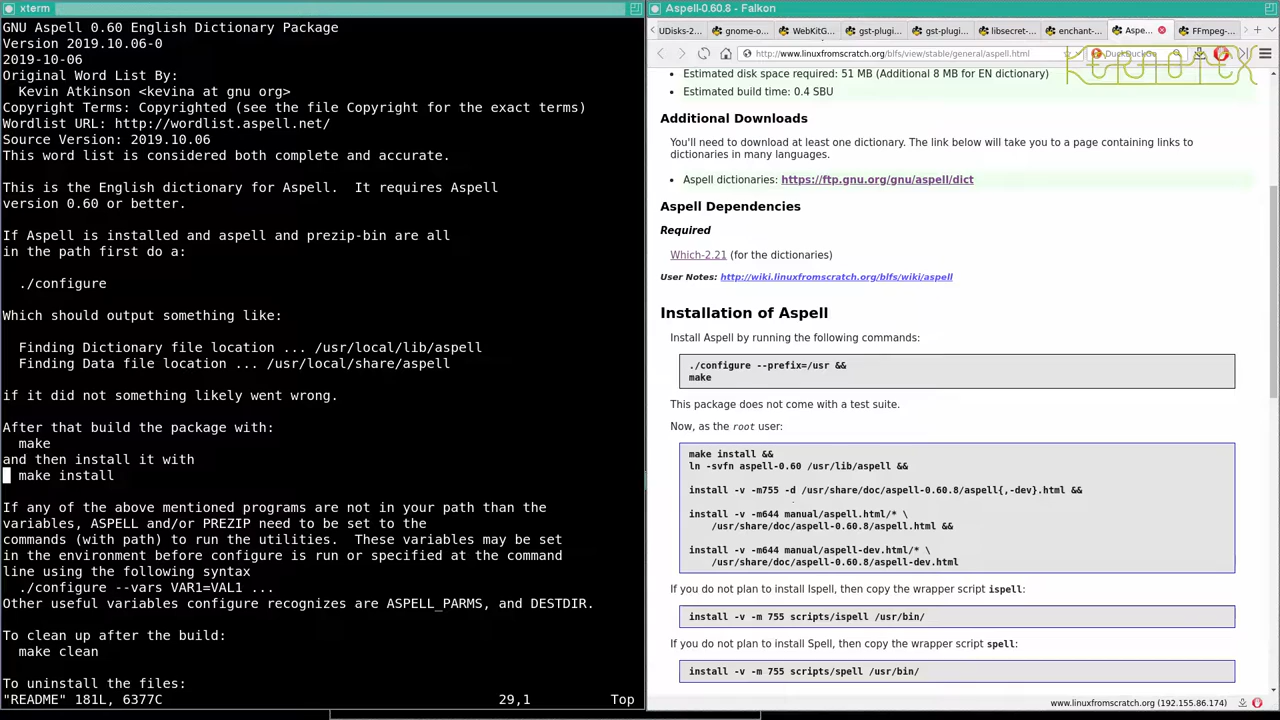 xterm
GNU Aspell 0.60 English Dictionary Package
Version 2019.10.06-0
2019-10-06
Original Word List By:
Kevin Atkinson <kevina at gnu org>
Copyright Terms: Copyrighted (see the file Copyright for the exact terms)
Wordlist URL: http://wordlist.aspell.net/
Source Version: 2019.10.06
This word list is considered both complete and accurate.
This is the English dictionary for Aspell.  It requires Aspell
version 0.60 or better.
If Aspell is installed and aspell and prezip-bin are all
in the path first do a:
./configure
Which should output something like:
Finding Dictionary file location ... /usr/local/lib/aspell
Finding Data file location ... /usr/local/share/aspell
if it did not something likely went wrong.
After that build the package with:
make
and then install it with
make install
If any of the above mentioned programs are not in your path than the
variables, ASPELL and/or PREZIP need to be set to the
commands (with path) to run the utilities.  These variables may be set
in the environment before configure is run or specified at the command
line using the following syntax
./configure --vars VAR1=VAL1 ...
Other useful variables configure recognizes are ASPELL_PARMS, and DESTDIR.
To clean up after the build:
make clean
To uninstall the files:
"README" 181L, 6377C 29,1 Top
Aspell-0.60.8 - Falkon
UDisks-2... gnome-o... WebKitG... gst-plugi... gst-plugi... libsecret-... enchant-... Aspe... FFmpeg-...
http://www.linuxfromscratch.org/blfs/view/stable/general/aspell.html DuckDuckGo
KERNOTEX
Estimated disk space required: 51 MB (Additional 8 MB for EN dictionary)
Estimated build time: 0.4 SBU
Additional Downloads
You'll need to download at least one dictionary. The link below will take you to a page containing links to
dictionaries in many languages.
Aspell dictionaries: https://ftp.gnu.org/gnu/aspell/dict
Aspell Dependencies
Required
Which-2.21 (for the dictionaries)
User Notes: http://wiki.linuxfromscratch.org/blfs/wiki/aspell
Installation of Aspell
Install Aspell by running the following commands:
./configure --prefix=/usr &&
make
This package does not come with a test suite.
Now, as the root user:
make install &&
ln -svfn aspell-0.60 /usr/lib/aspell &&
install -v -m755 -d /usr/share/doc/aspell-0.60.8/aspell{,-dev}.html &&
install -v -m644 manual/aspell.html/* \
/usr/share/doc/aspell-0.60.8/aspell.html &&
install -v -m644 manual/aspell-dev.html/* \
/usr/share/doc/aspell-0.60.8/aspell-dev.html
If you do not plan to install Ispell, then copy the wrapper script ispell:
install -v -m 755 scripts/ispell /usr/bin/
If you do not plan to install Spell, then copy the wrapper script spell:
install -v -m 755 scripts/spell /usr/bin/
www.linuxfromscratch.org (192.155.86.174)